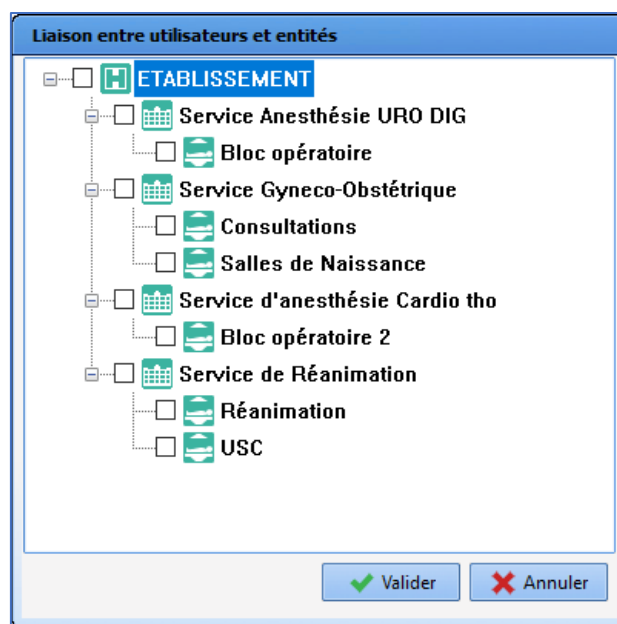 Liaison entre utilisateurs et entités
ETABLISSEMENT
Service Anesthésie URO DIG
Bloc opératoire
Service Gyneco-Obstétrique
Consultations
Salles de Naissance
Service d'anesthésie Cardio tho
Bloc opératoire 2
Service de Réanimation
Réanimation
USC
Valider Annuler